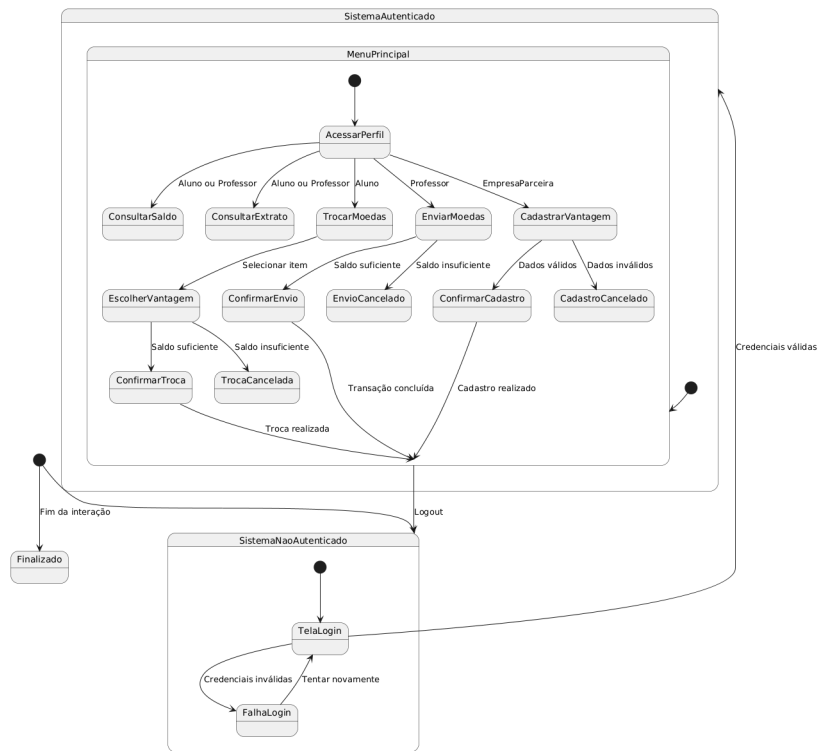 SistemaAutenticado
MenuPrincipal
AcessarPerfil
Aluno ou Professor
Aluno ou Professor
Aluno
Professor
EmpresaParceira
ConsultarSaldo
ConsultarExtrato
TrocarMoedas
EnviarMoedas
CadastrarVantagem
Selecionar item
Saldo suficiente
Saldo insuficiente
Dados válidos
Dados inválidos
EscolherVantagem
ConfirmarEnvio
EnvioCancelado
ConfirmarCadastro
CadastroCancelado
Saldo suficiente
Saldo insuficiente
Credenciais válidas
ConfirmarTroca
TrocaCancelada
Transação concluída
Cadastro realizado
Troca realizada
Fim da interação
Logout
Finalizado
SistemaNaoAutenticado
TelaLogin
Credenciais inválidas
Tentar novamente
FalhaLogin